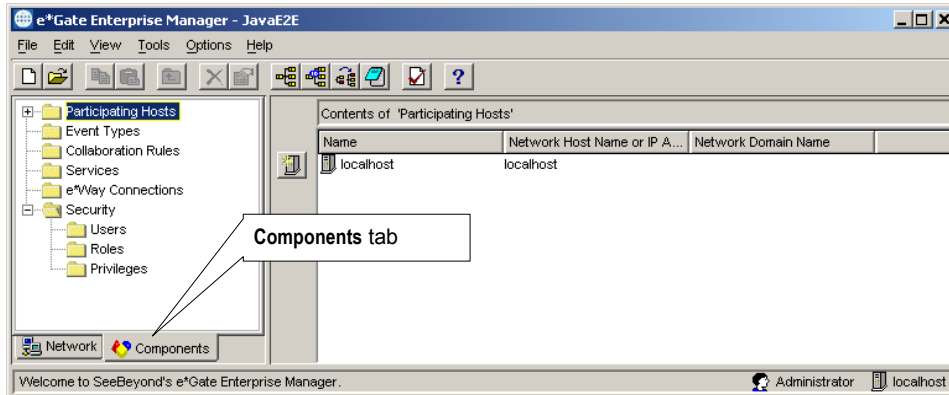 e*Gate Enterprise Manager - JavaE2E
File Edit View Tools Options Help
Participating Hosts
Event Types
Collaboration Rules
Services
e*Way Connections
Security
Users
Roles
Privileges
Network Components
Contents of 'Participating Hosts'
Name Network Host Name or IP A... Network Domain Name
localhost localhost
Components tab
Welcome to SeeBeyond's e*Gate Enterprise Manager. Administrator localhost